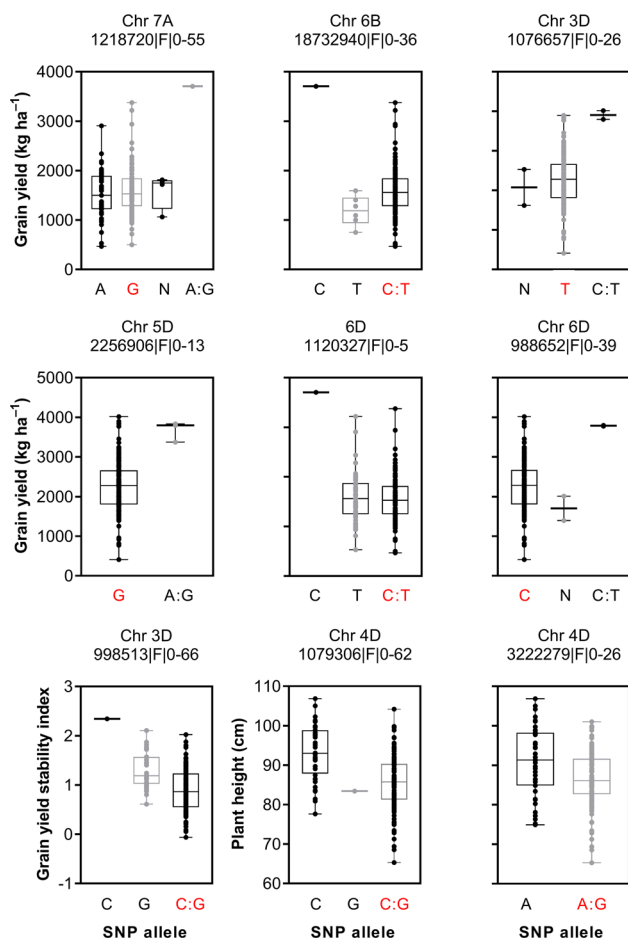 Chr 7A
1218720|F|0-55
Chr 6B
18732940|F|0-36
Chr 3D
1076657|F|0-26
Grain yield (kg ha⁻¹)
4000
3000
2000
1000
0
A G N A:G
C T C:T
N T C:T
Chr 5D
2256906|F|0-13
6D
1120327|F|0-5
Chr 6D
988652|F|0-39
Grain yield (kg ha⁻¹)
5000
4000
3000
2000
1000
0
G A:G
C T C:T
C N C:T
Chr 3D
998513|F|0-66
Chr 4D
1079306|F|0-62
Chr 4D
3222279|F|0-26
Grain yield stability index
3
2
1
0
-1
Plant height (cm)
110
100
90
80
70
60
C G C:G
C G C:G
A A:G
SNP allele
SNP allele
SNP allele